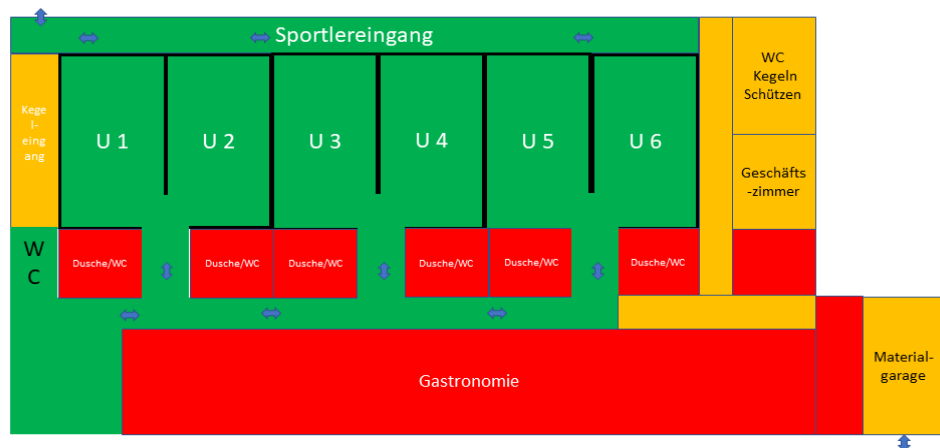 Sportlereingang
WC
Kegeln
Schützen
Kege
l-
eing
ang
U 1
U 2
U 3
U 4
U 5
U 6
Geschäfts
-zimmer
W
C
Dusche/WC
Dusche/WC
Dusche/WC
Dusche/WC
Dusche/WC
Dusche/WC
Gastronomie
Material-
garage